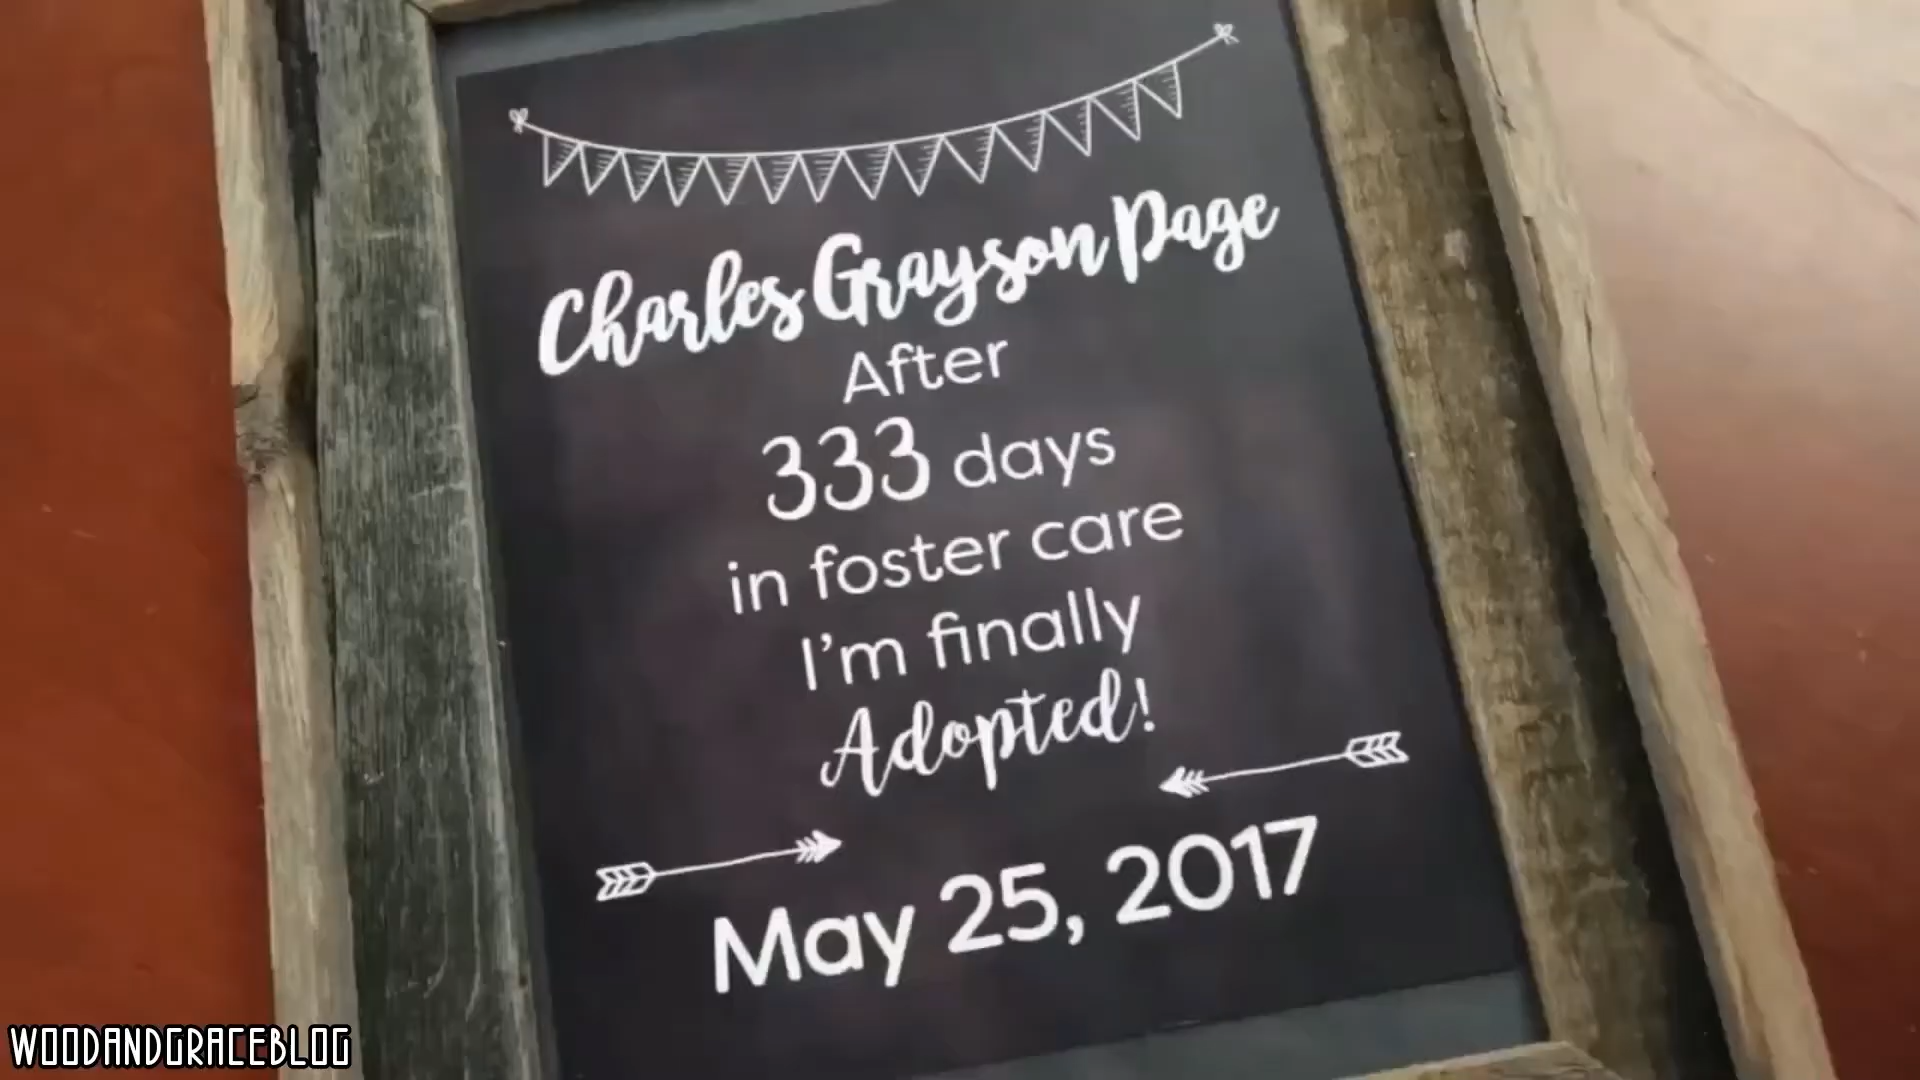 Charles Grayson Page
After
333 days
in foster care
I'm finally
Adopted!
May 25, 2017
WOODANDGRACEBLOG